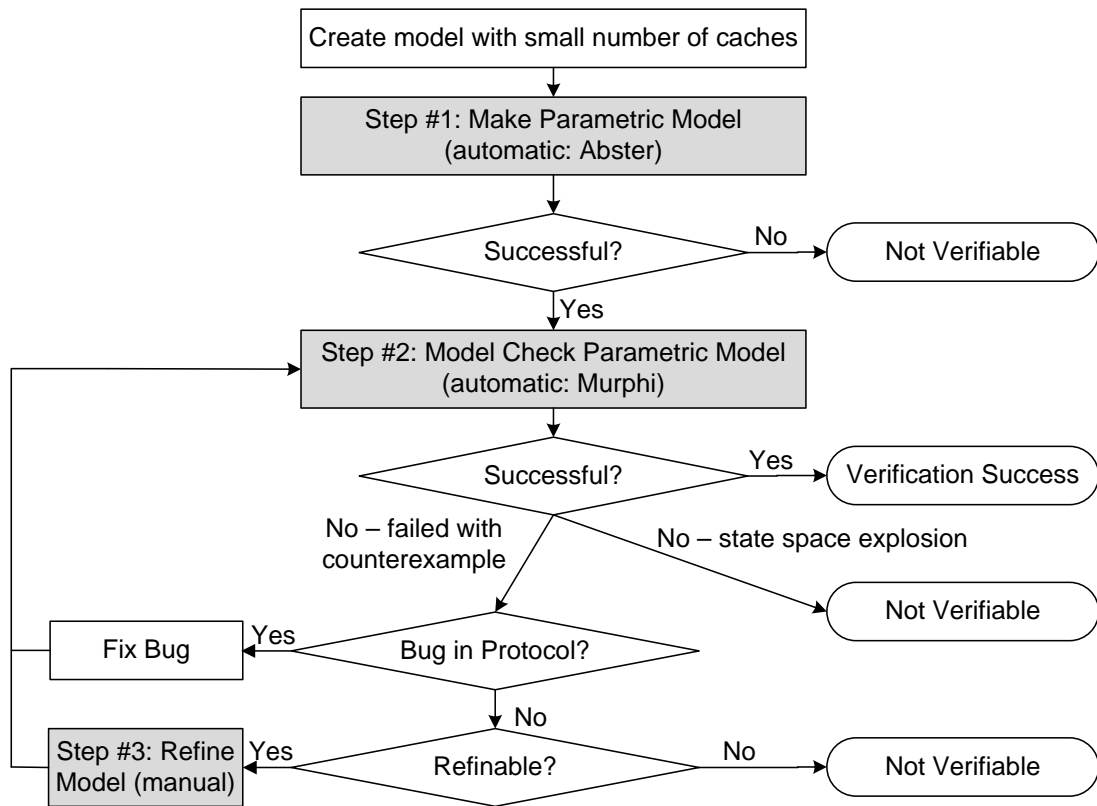 Create model with small number of caches
Step #1: Make Parametric Model
(automatic: Abster)
Successful?
No
Not Verifiable
Yes
Step #2: Model Check Parametric Model
(automatic: Murphi)
Successful?
Yes
Verification Success
No – failed with
counterexample
No – state space explosion
Not Verifiable
Fix Bug
Yes
Bug in Protocol?
No
Step #3: Refine
Model (manual)
Yes
Refinable?
No
Not Verifiable